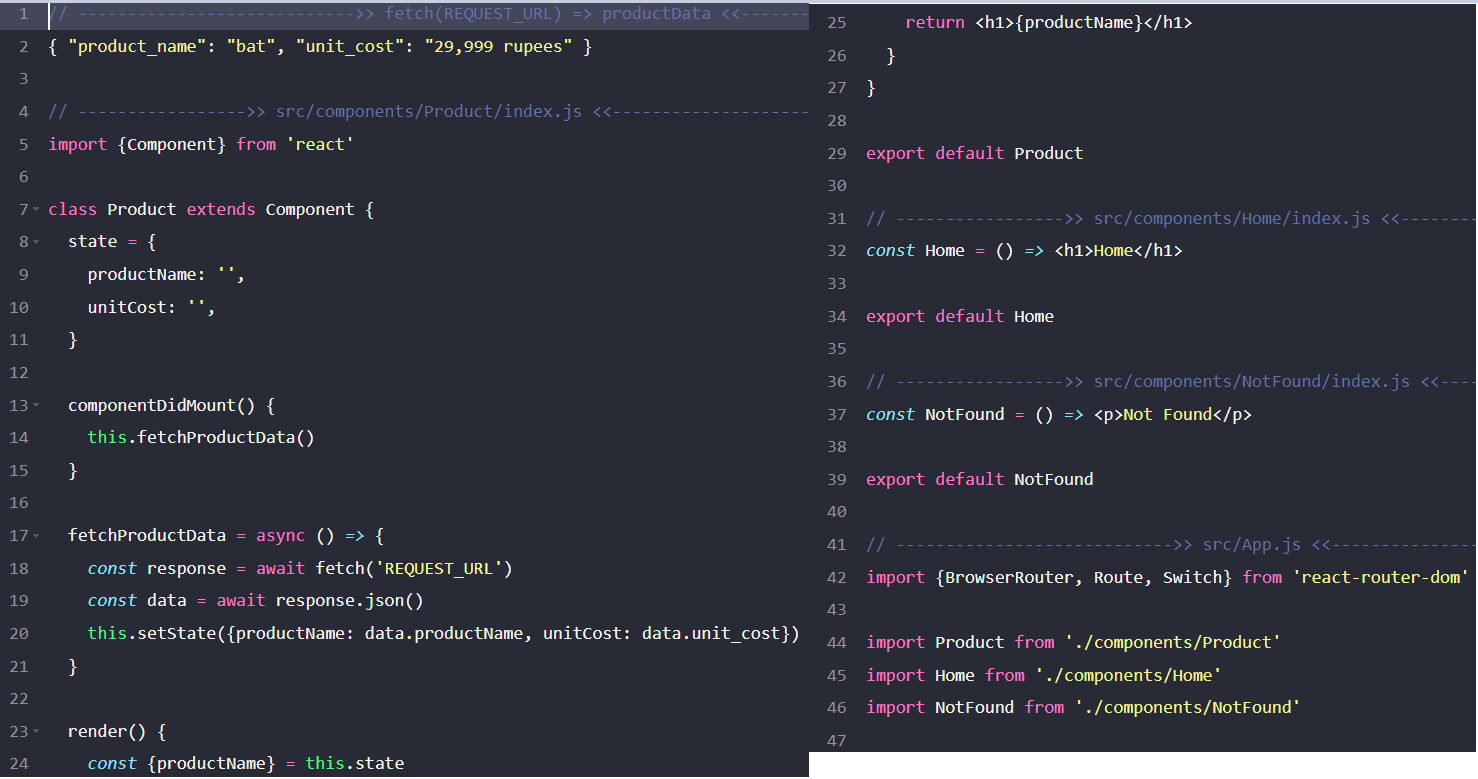 1 // ---------------------------->> fetch(REQUEST_URL) => productData <<-------
2 { "product_name": "bat", "unit_cost": "29,999 rupees" }
3
4 // ----------------->> src/components/Product/index.js <<--------------------
5 import {Component} from 'react'
6
7 class Product extends Component {
8 state = {
9 productName: '',
10 unitCost: '',
11 }
12
13 componentDidMount() {
14 this.fetchProductData()
15 }
16
17 fetchProductData = async () => {
18 const response = await fetch('REQUEST_URL')
19 const data = await response.json()
20 this.setState({productName: data.productName, unitCost: data.unit_cost})
21 }
22
23 render() {
24 const {productName} = this.state
25 return <h1>{productName}</h1>
26 }
27 }
28
29 export default Product
30
31 // ----------------->> src/components/Home/index.js <<--------
32 const Home = () => <h1>Home</h1>
33
34 export default Home
35
36 // ----------------->> src/components/NotFound/index.js <<----
37 const NotFound = () => <p>Not Found</p>
38
39 export default NotFound
40
41 // ---------------------------->> src/App.js <<---------------
42 import {BrowserRouter, Route, Switch} from 'react-router-dom'
43
44 import Product from './components/Product'
45 import Home from './components/Home'
46 import NotFound from './components/NotFound'
47